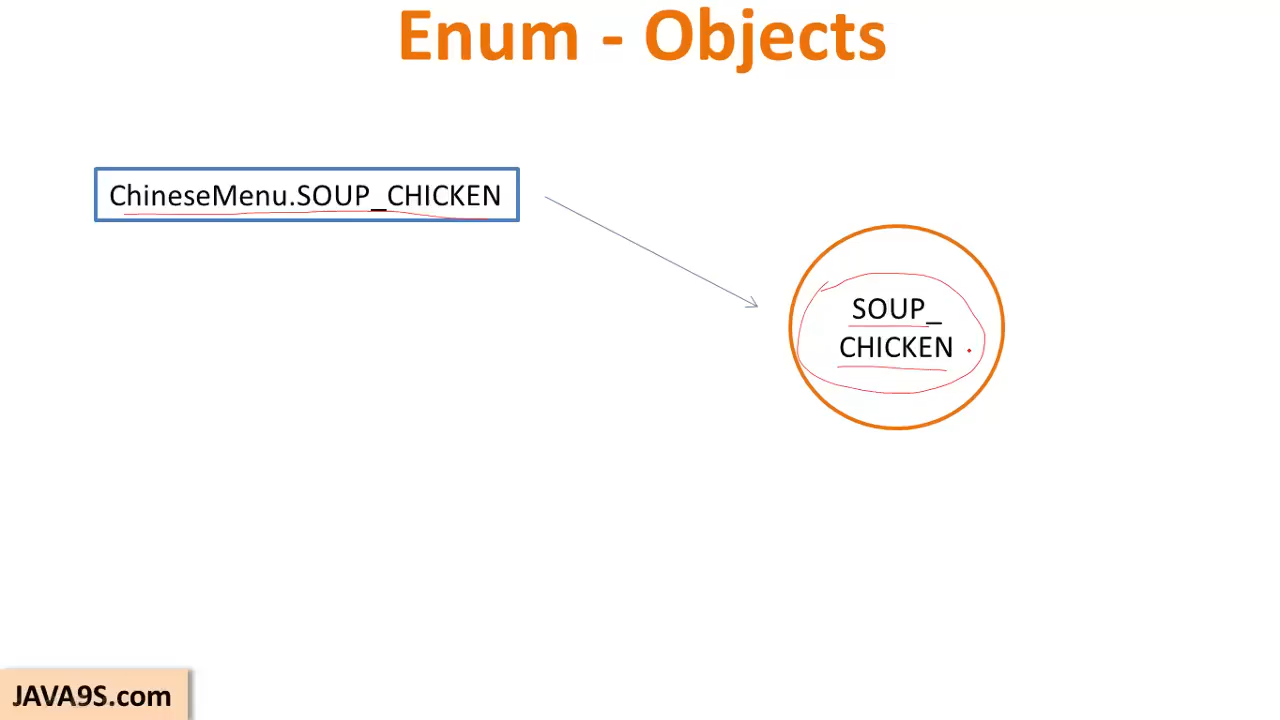 Enum - Objects
ChineseMenu.SOUP_CHICKEN
SOUP_
CHICKEN
JAVA9S.com